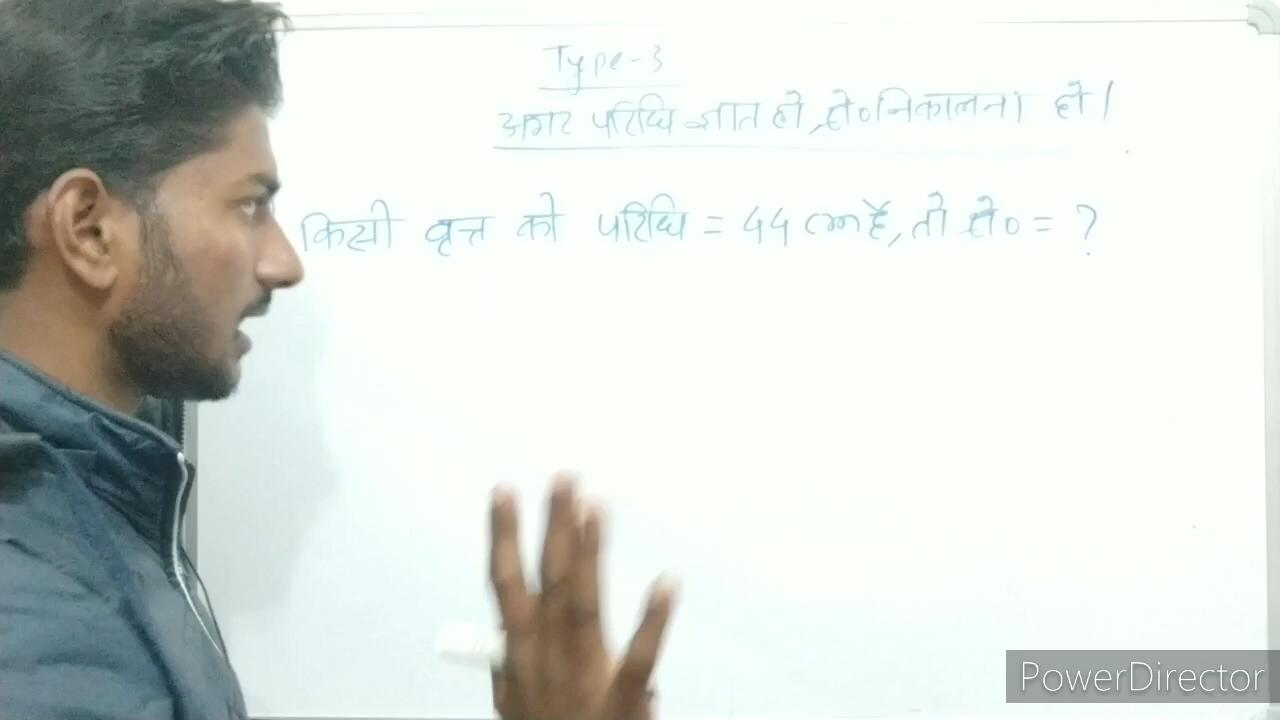 Type-3
अगर परिधि ज्ञात हो, क्षे० निकालना हो।
किसी वृत्त की परिधि = 44 cm है, तो क्षे० = ?
PowerDirector